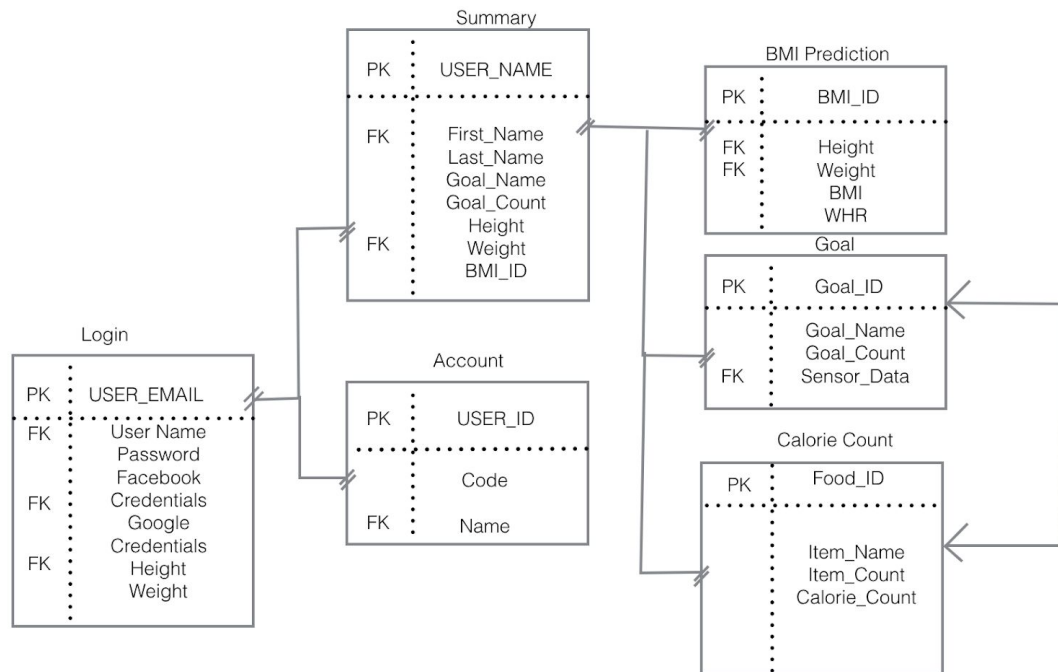 Summary
PK USER_NAME
FK First_Name
Last_Name
Goal_Name
Goal_Count
Height
FK Weight
BMI_ID
BMI Prediction
PK BMI_ID
FK Height
FK Weight
BMI
WHR
Goal
PK Goal_ID
Goal_Name
Goal_Count
FK Sensor_Data
Login
PK USER_EMAIL
FK User Name
Password
Facebook
FK Credentials
Google
Credentials
FK Height
Weight
Account
PK USER_ID
Code
FK Name
Calorie Count
PK Food_ID
Item_Name
Item_Count
Calorie_Count